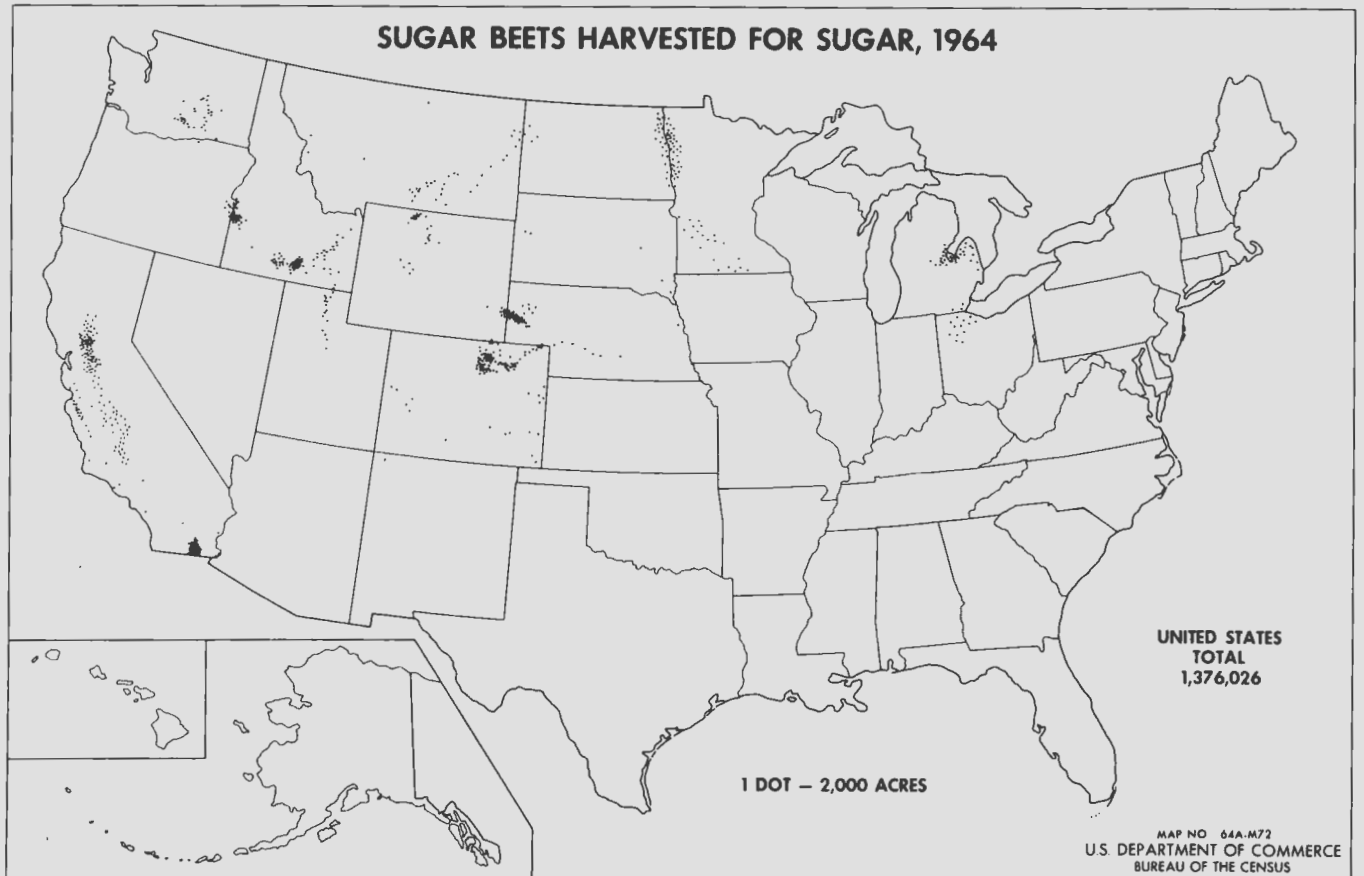 SUGAR BEETS HARVESTED FOR SUGAR, 1964
UNITED STATES
TOTAL
1,376,026
1 DOT — 2,000 ACRES
MAP NO 64A-M72
U.S. DEPARTMENT OF COMMERCE
BUREAU OF THE CENSUS